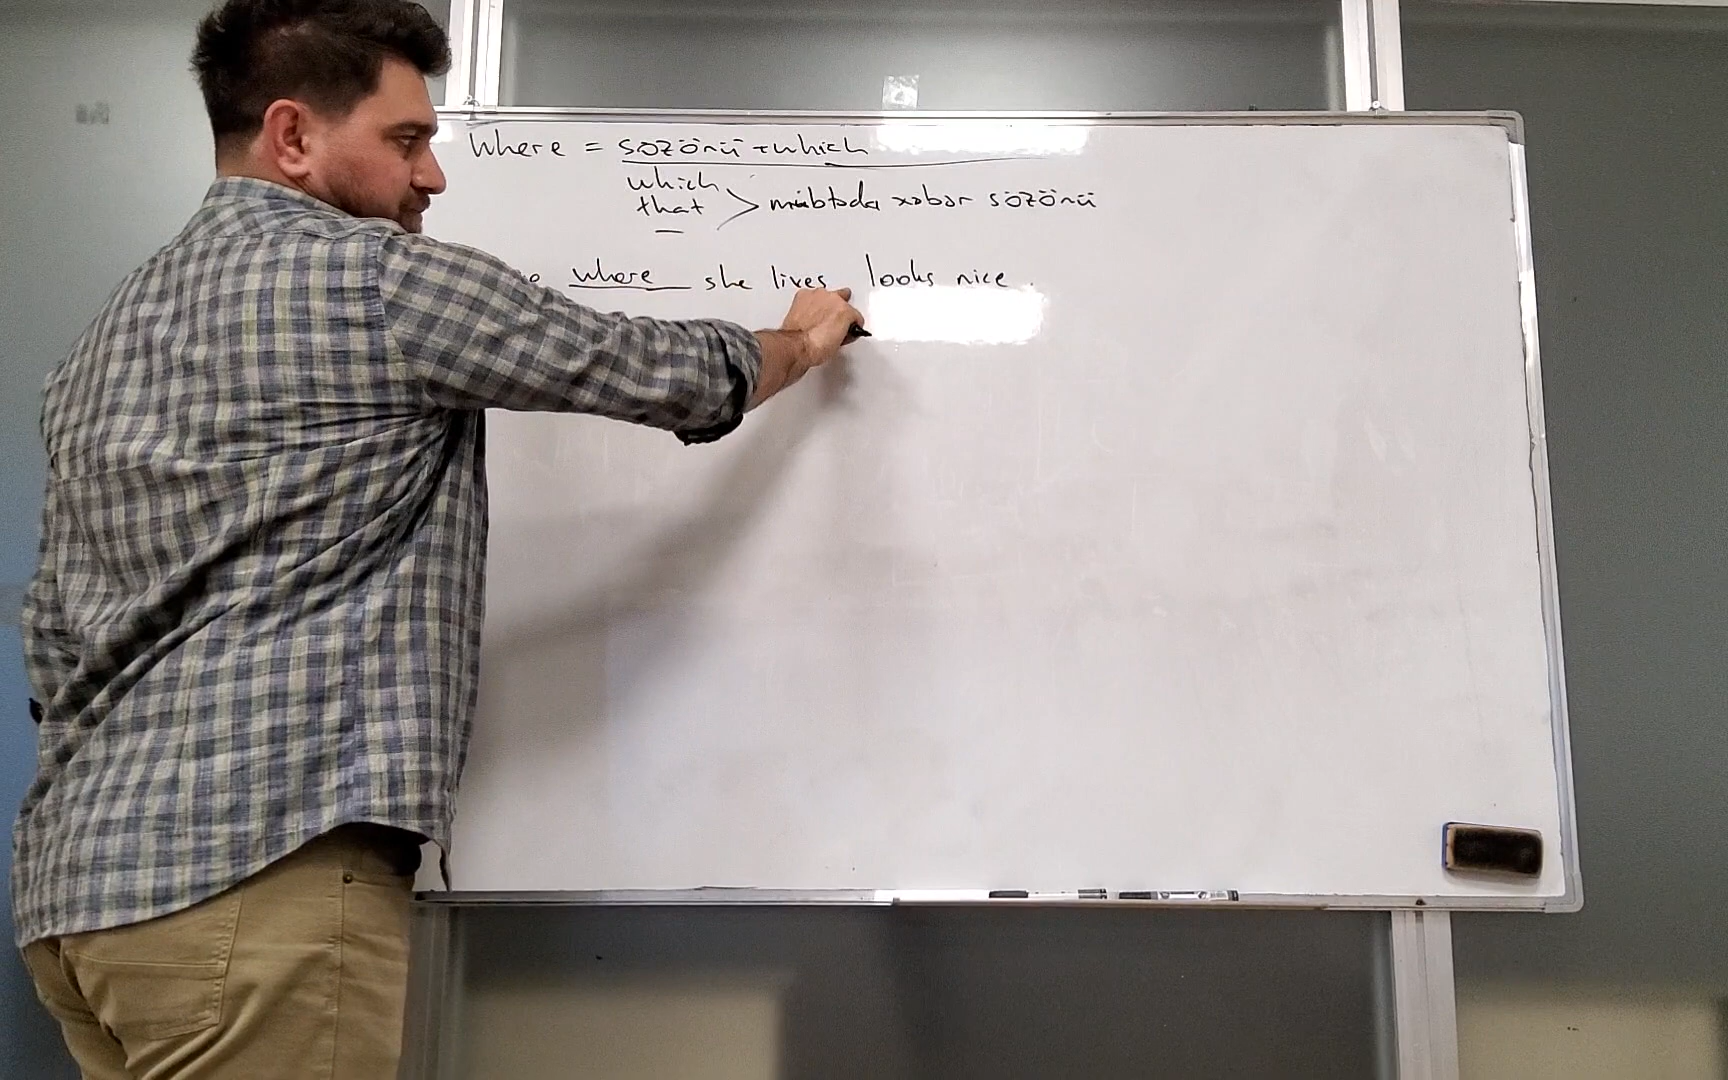 where = sözönü + which
which
that > mübtəda xəbər sözönü
where she lives looks nice.